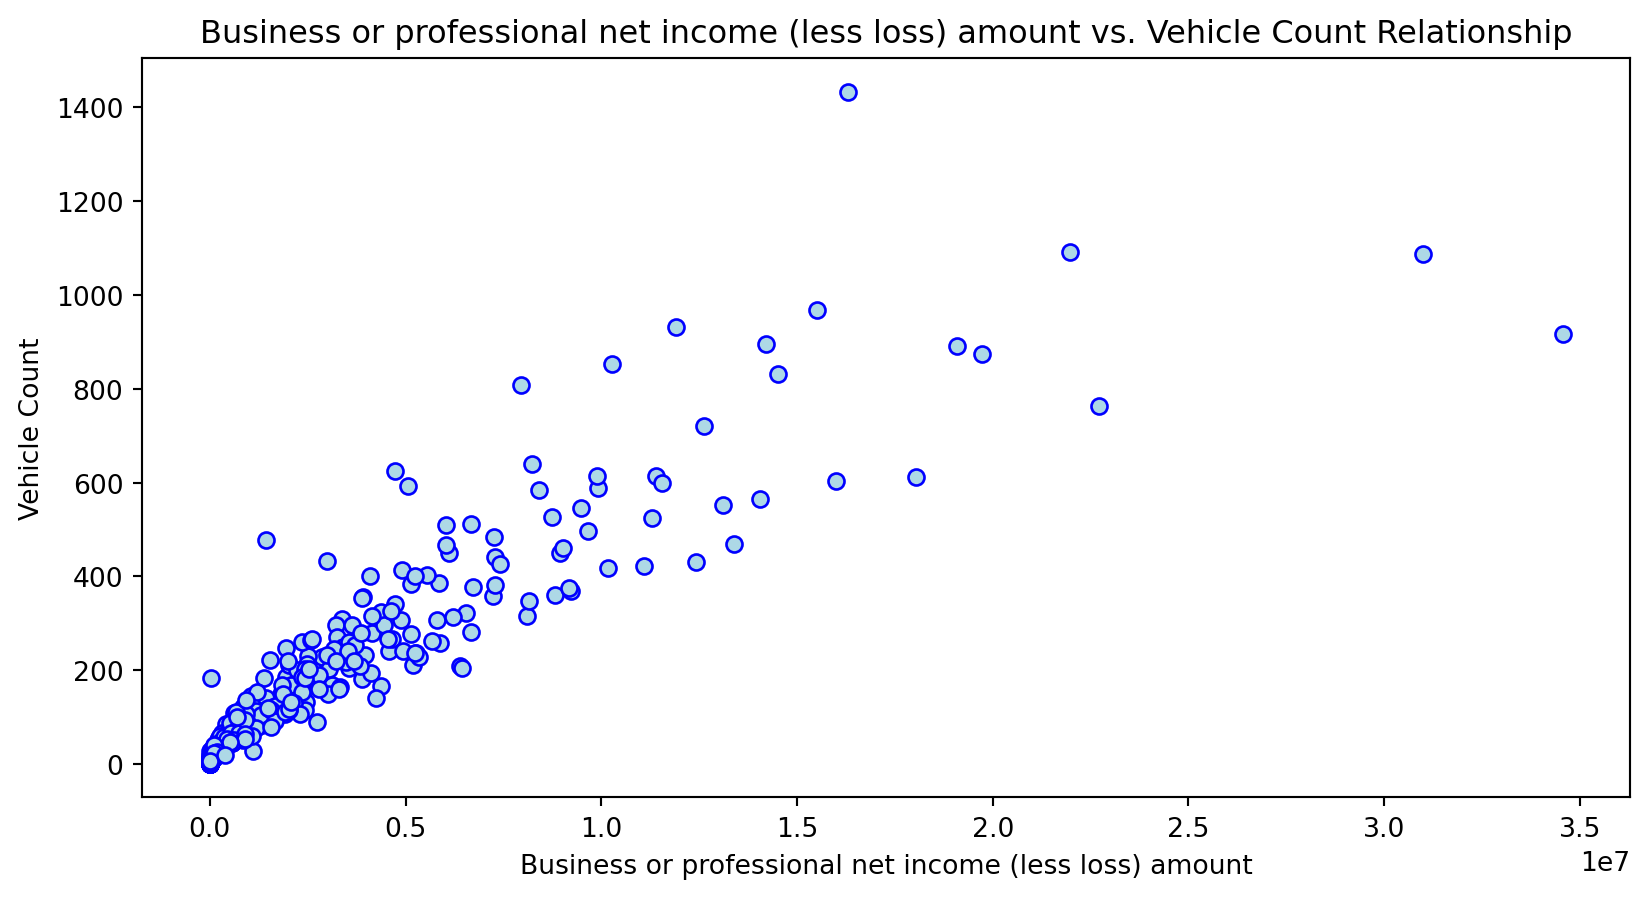 Business or professional net income (less loss) amount vs. Vehicle Count Relationship
1400
1200
1000
800
600
400
200
0
Vehicle Count
0.0 0.5 1.0 1.5 2.0 2.5 3.0 3.5
1e7
Business or professional net income (less loss) amount